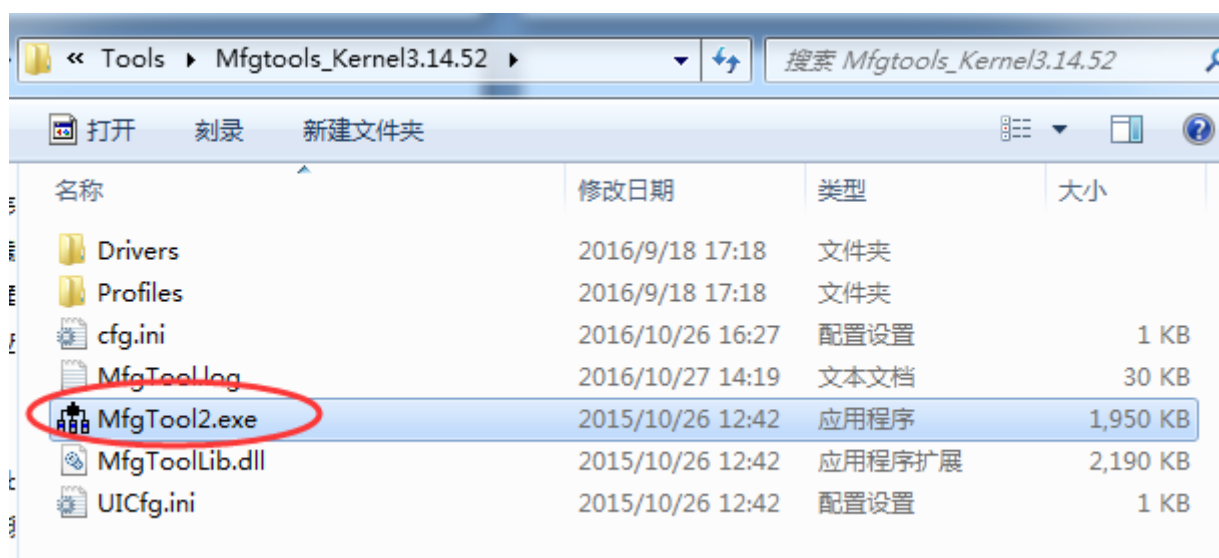 « Tools ▸ Mfgtools_Kernel3.14.52 ▸ 搜索 Mfgtools_Kernel3.14.52
打开 刻录 新建文件夹
名称 修改日期 类型 大小
Drivers 2016/9/18 17:18 文件夹
Profiles 2016/9/18 17:18 文件夹
cfg.ini 2016/10/26 16:27 配置设置 1 KB
MfgTool.log 2016/10/27 14:19 文本文档 30 KB
MfgTool2.exe 2015/10/26 12:42 应用程序 1,950 KB
MfgToolLib.dll 2015/10/26 12:42 应用程序扩展 2,190 KB
UICfg.ini 2015/10/26 12:42 配置设置 1 KB